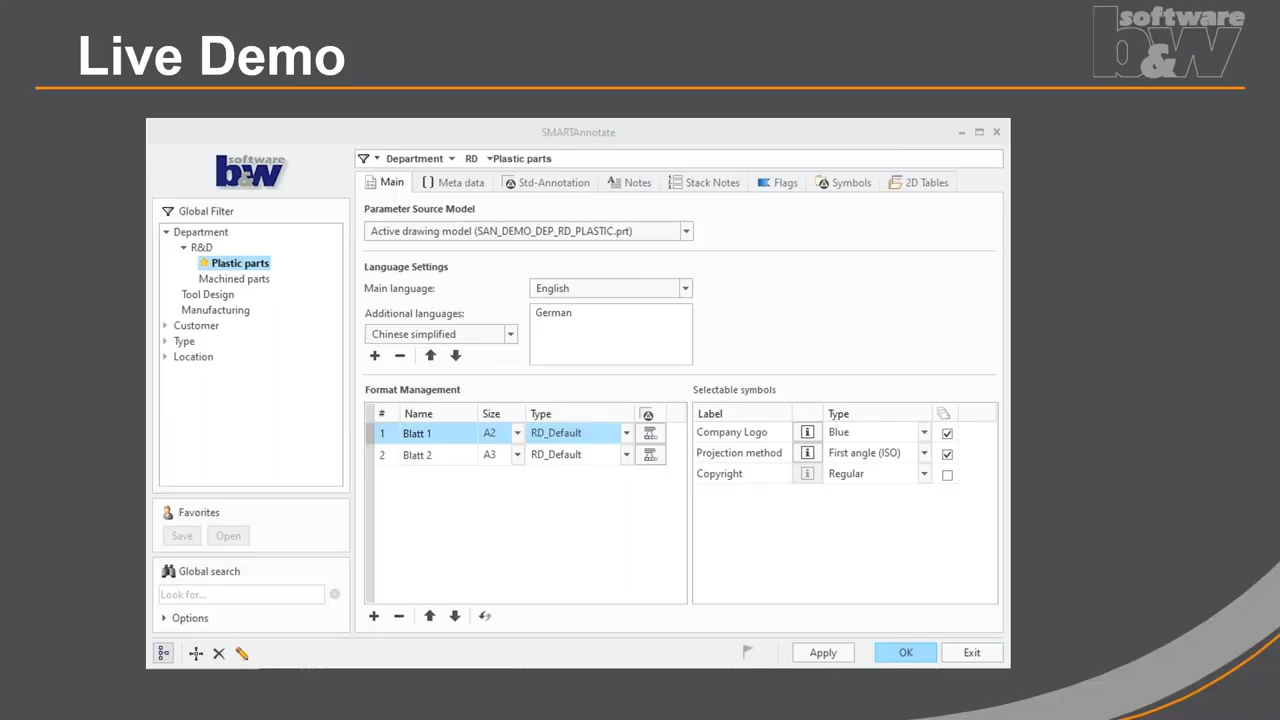 Live Demo
software
b&w
SMARTAnnotate
software
b&w
Department RD Plastic parts
Main Meta data Std-Annotation Notes Stack Notes Flags Symbols 2D Tables
Global Filter
Department
R&D
Plastic parts
Machined parts
Tool Design
Manufacturing
Customer
Type
Location
Favorites
Save Open
Global search
Look for...
Options
Parameter Source Model
Active drawing model (SAN_DEMO_DEP_RD_PLASTIC.prt)
Language Settings
Main language: English
Additional languages: German
Chinese simplified
Format Management
# Name Size Type
1 Blatt 1 A2 RD_Default
2 Blatt 2 A3 RD_Default
Selectable symbols
Label Type
Company Logo Blue
Projection method First angle (ISO)
Copyright Regular
Apply OK Exit